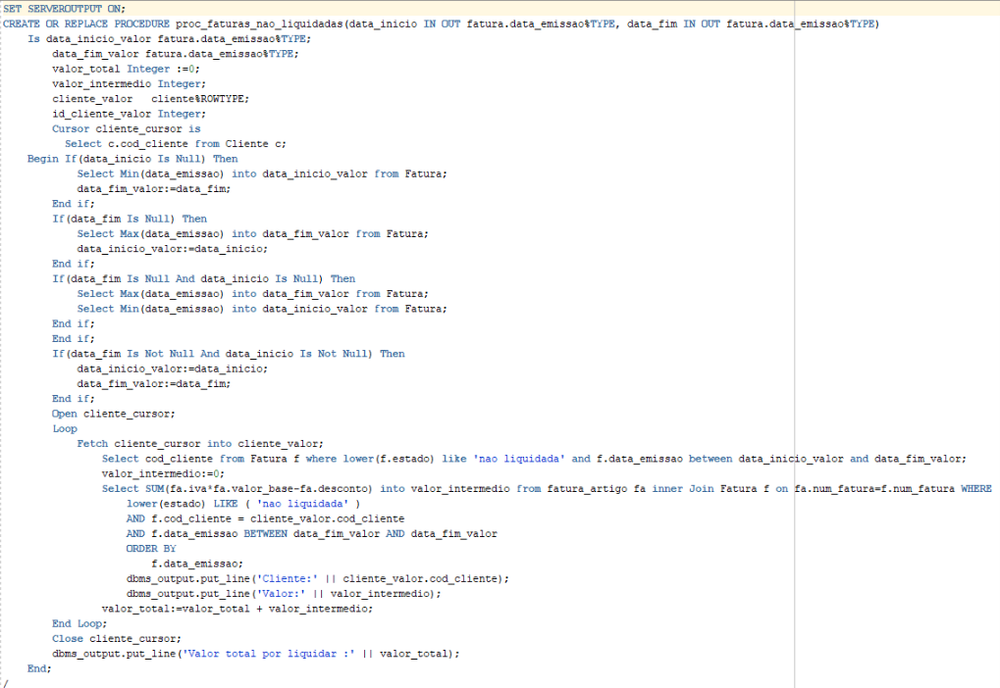 SET SERVEROUTPUT ON;
CREATE OR REPLACE PROCEDURE proc_faturas_nao_liquidadas(data_inicio IN OUT fatura.data_emissao%TYPE, data_fim IN OUT fatura.data_emissao%TYPE)
Is data_inicio_valor fatura.data_emissao%TYPE;
data_fim_valor fatura.data_emissao%TYPE;
valor_total Integer :=0;
valor_intermedio Integer;
cliente_valor   cliente%ROWTYPE;
id_cliente_valor Integer;
Cursor cliente_cursor is
Select c.cod_cliente from Cliente c;
Begin If(data_inicio Is Null) Then
Select Min(data_emissao) into data_inicio_valor from Fatura;
data_fim_valor:=data_fim;
End if;
If(data_fim Is Null) Then
Select Max(data_emissao) into data_fim_valor from Fatura;
data_inicio_valor:=data_inicio;
End if;
If(data_fim Is Null And data_inicio Is Null) Then
Select Max(data_emissao) into data_fim_valor from Fatura;
Select Min(data_emissao) into data_inicio_valor from Fatura;
End if;
End if;
If(data_fim Is Not Null And data_inicio Is Not Null) Then
data_inicio_valor:=data_inicio;
data_fim_valor:=data_fim;
End if;
Open cliente_cursor;
Loop
Fetch cliente_cursor into cliente_valor;
Select cod_cliente from Fatura f where lower(f.estado) like 'nao liquidada' and f.data_emissao between data_inicio_valor and data_fim_valor;
valor_intermedio:=0;
Select SUM(fa.iva*fa.valor_base-fa.desconto) into valor_intermedio from fatura_artigo fa inner Join Fatura f on fa.num_fatura=f.num_fatura WHERE
lower(estado) LIKE ( 'nao liquidada' )
AND f.cod_cliente = cliente_valor.cod_cliente
AND f.data_emissao BETWEEN data_fim_valor AND data_fim_valor
ORDER BY
f.data_emissao;
dbms_output.put_line('Cliente:' || cliente_valor.cod_cliente);
dbms_output.put_line('Valor:' || valor_intermedio);
valor_total:=valor_total + valor_intermedio;
End Loop;
Close cliente_cursor;
dbms_output.put_line('Valor total por liquidar :' || valor_total);
End;
/